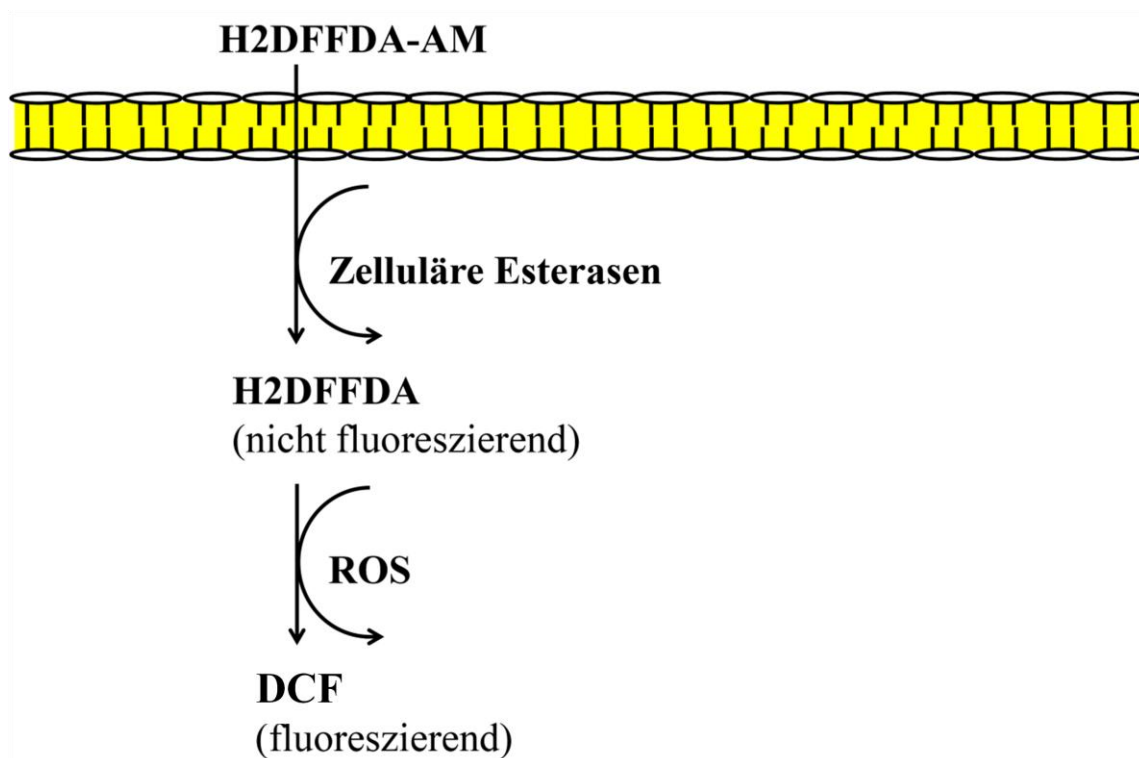 H2DFFDA-AM
Zelluläre Esterasen
H2DFFDA
(nicht fluoreszierend)
ROS
DCF
(fluoreszierend)